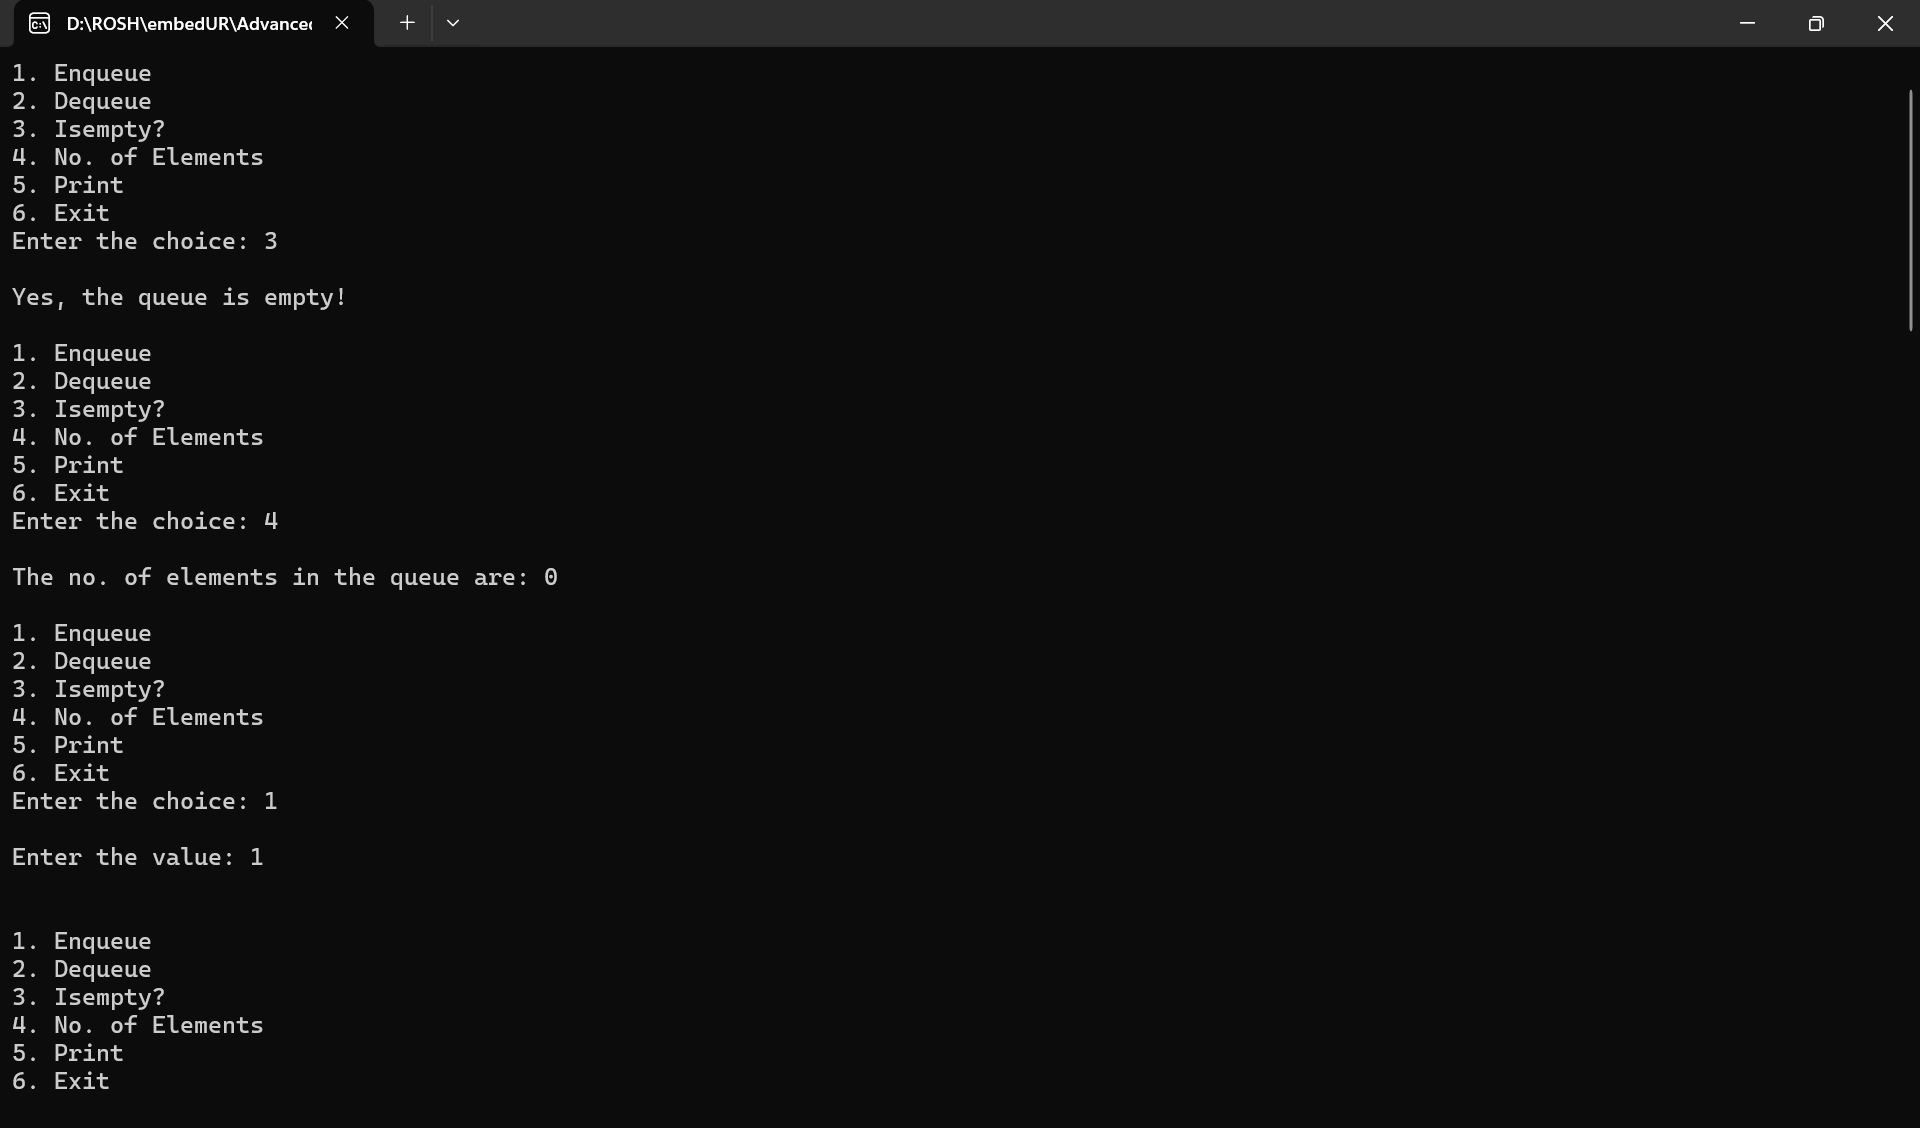 D:\ROSH\embedUR\Advanced
1. Enqueue
2. Dequeue
3. Isempty?
4. No. of Elements
5. Print
6. Exit
Enter the choice: 3
Yes, the queue is empty!
1. Enqueue
2. Dequeue
3. Isempty?
4. No. of Elements
5. Print
6. Exit
Enter the choice: 4
The no. of elements in the queue are: 0
1. Enqueue
2. Dequeue
3. Isempty?
4. No. of Elements
5. Print
6. Exit
Enter the choice: 1
Enter the value: 1
1. Enqueue
2. Dequeue
3. Isempty?
4. No. of Elements
5. Print
6. Exit